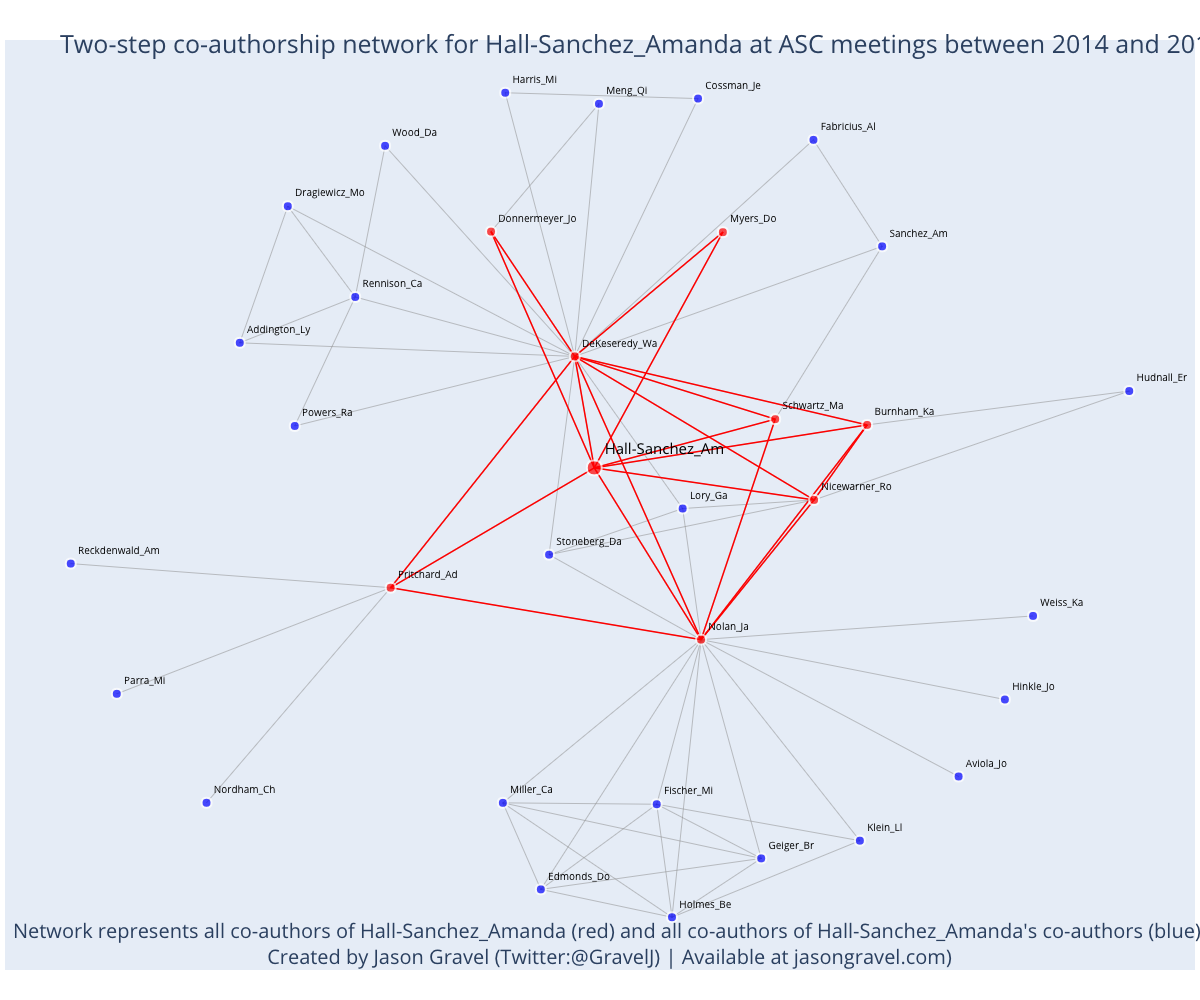 Two-step co-authorship network for Hall-Sanchez_Amanda at ASC meetings between 2014 and 201
Harris_Mi
Meng_Qi
Cossman_Je
Wood_Da
Fabricius_Al
Dragiewicz_Mo
Donnermeyer_Jo
Myers_Do
Sanchez_Am
Rennison_Ca
Addington_Ly
DeKeseredy_Wa
Hudnall_Er
Powers_Ra
Schwartz_Ma
Burnham_Ka
Hall-Sanchez_Am
Nicewarner_Ro
Lory_Ga
Stoneberg_Da
Reckdenwald_Am
Pritchard_Ad
Weiss_Ka
Nolan_Ja
Parra_Mi
Hinkle_Jo
Aviola_Jo
Nordham_Ch
Miller_Ca
Fischer_Mi
Klein_Ll
Geiger_Br
Edmonds_Do
Holmes_Be
Network represents all co-authors of Hall-Sanchez_Amanda (red) and all co-authors of Hall-Sanchez_Amanda's co-authors (blue)
Created by Jason Gravel (Twitter:@GravelJ) | Available at jasongravel.com)